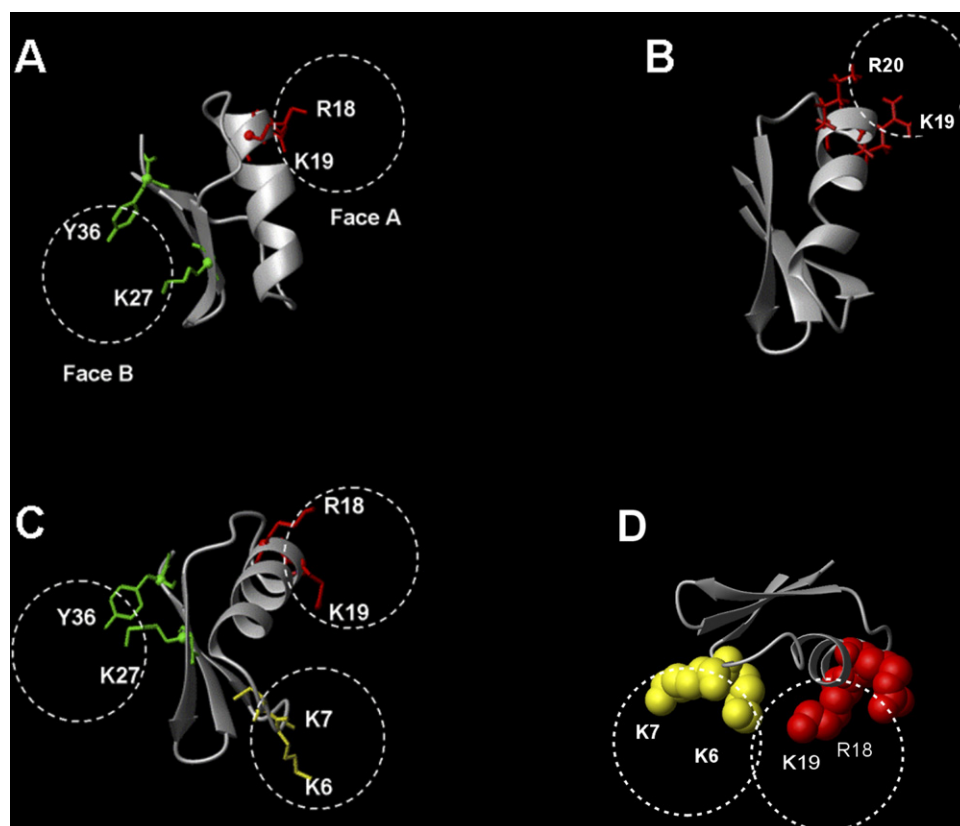 A
R18
K19
Face A
Y36
K27
Face B
B
R20
K19
C
R18
K19
Y36
K27
K7
K6
D
K7
K6
K19
R18